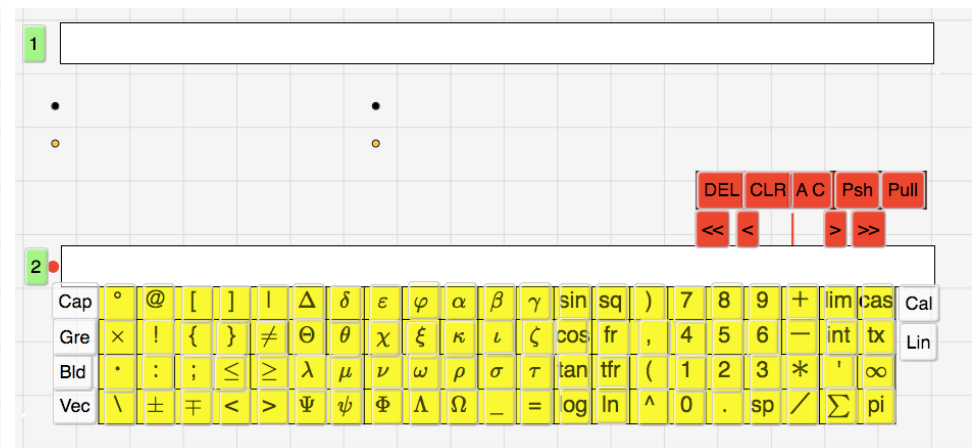 1
DEL CLR A C Psh Pull
<< < > >>
2
Cap ° @ [ ] | Δ δ ε φ α β γ sin sq ) 7 8 9 + lim cas Cal
Gre × ! { } ≠ Θ θ χ ξ κ ι ζ cos fr , 4 5 6 — int tx Lin
Bld · : ; ≤ ≥ λ μ ν ω ρ σ τ tan tfr ( 1 2 3 * ' ∞
Vec \ ± ∓ < > Ψ ψ Φ Λ Ω _ = log ln ^ 0 . sp / ∑ pi